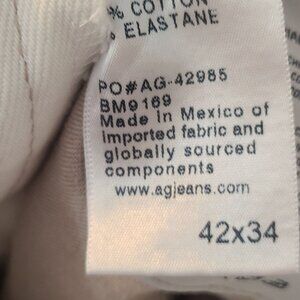 % COTTON
% ELASTANE
PO#AG-42985
BM9169
Made in Mexico of
imported fabric and
globally sourced
components
www.agjeans.com
42x34